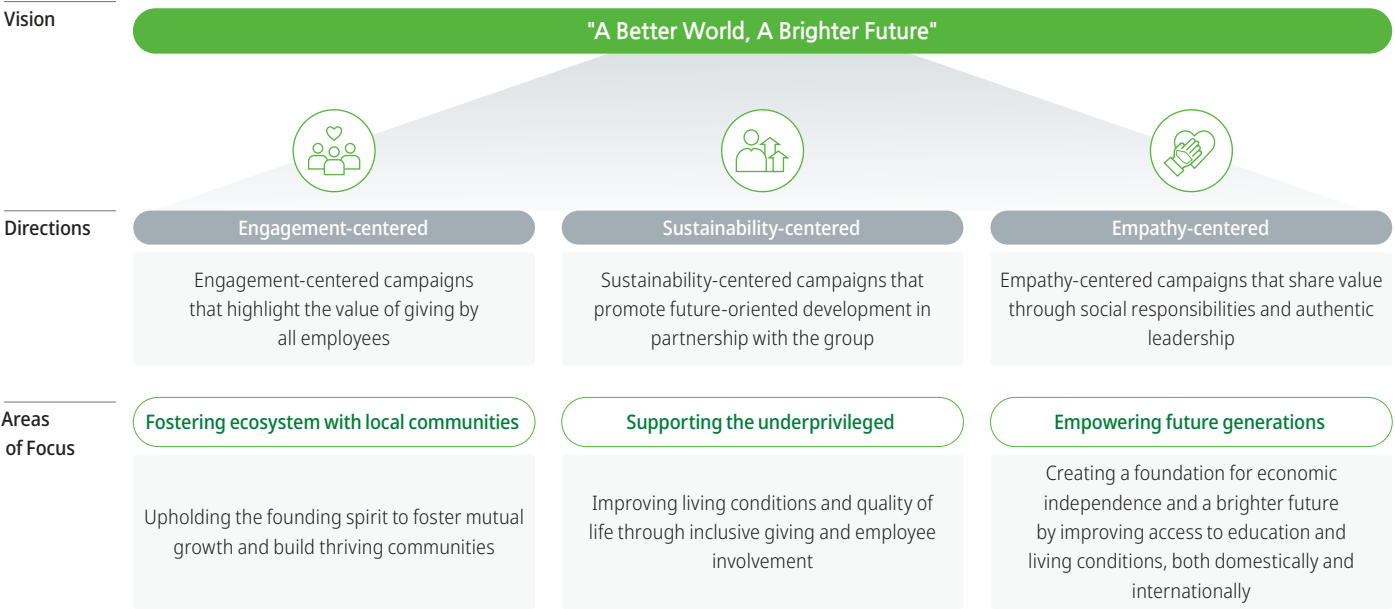 Vision
"A Better World, A Brighter Future"
Directions
Engagement-centered
Engagement-centered campaigns
that highlight the value of giving by
all employees
Sustainability-centered
Sustainability-centered campaigns that
promote future-oriented development in
partnership with the group
Empathy-centered
Empathy-centered campaigns that share value
through social responsibilities and authentic
leadership
Areas
of Focus
Fostering ecosystem with local communities
Upholding the founding spirit to foster mutual
growth and build thriving communities
Supporting the underprivileged
Improving living conditions and quality of
life through inclusive giving and employee
involvement
Empowering future generations
Creating a foundation for economic
independence and a brighter future
by improving access to education and
living conditions, both domestically and
internationally